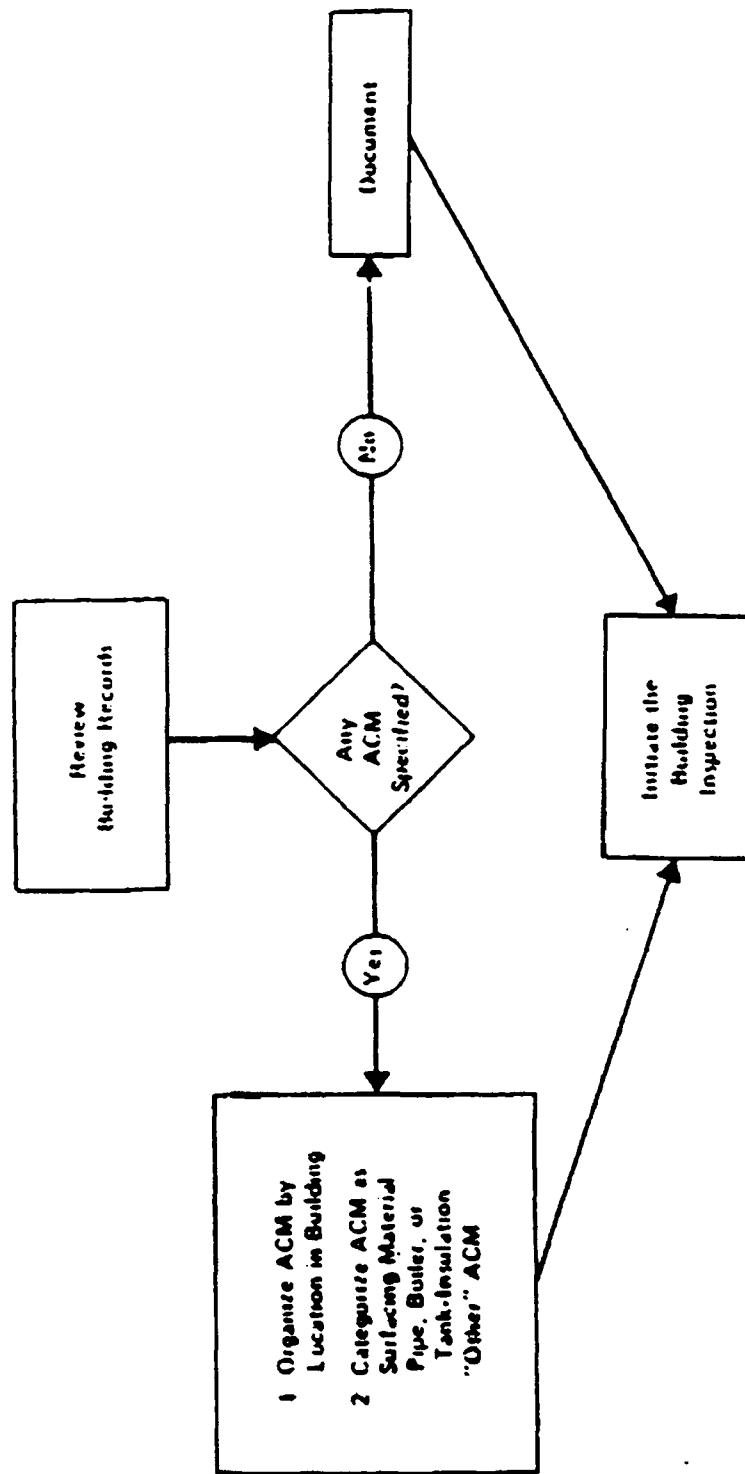 Review
Building Records
Any
ACM
Specified?
Yes
No
1 Organize ACM by
Location in Building
2 Categorize ACM as
Surfacing Material
Pipe, Boiler, or
Tank-Insulation
"Other" ACM
Document
Initiate the
Building
Inspection